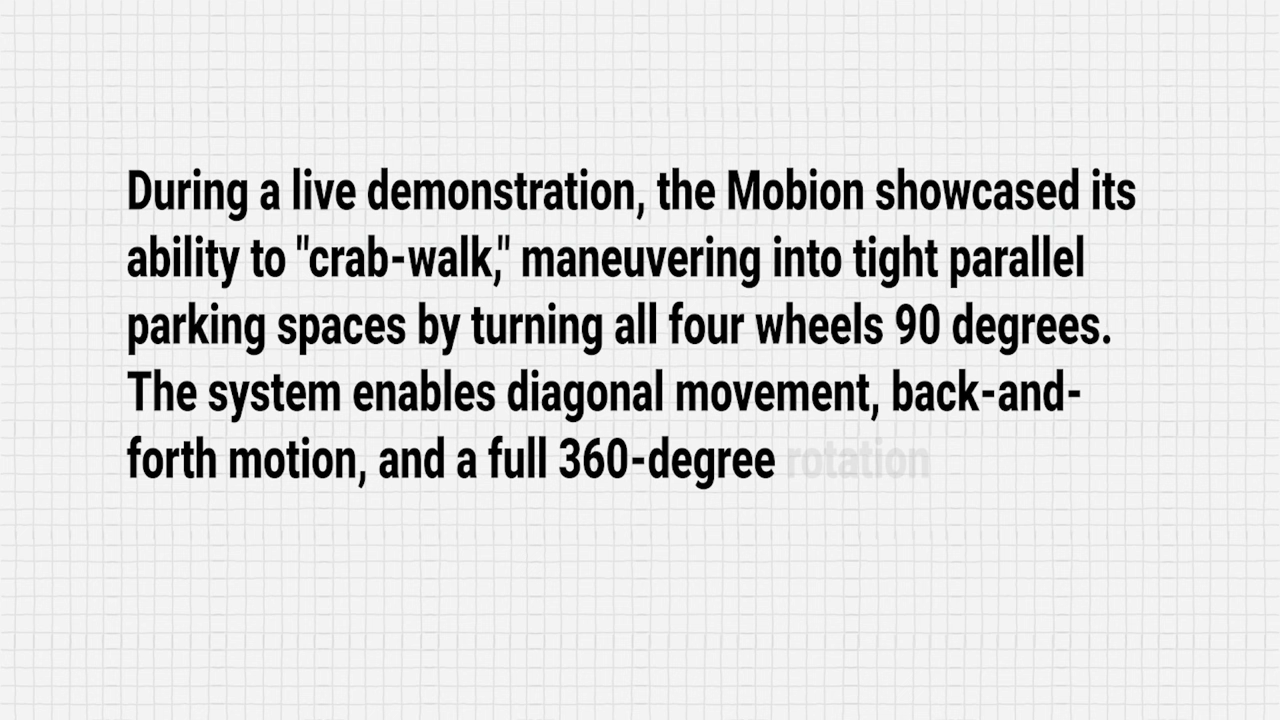 During a live demonstration, the Mobion showcased its
ability to "crab-walk," maneuvering into tight parallel
parking spaces by turning all four wheels 90 degrees.
The system enables diagonal movement, back-and-
forth motion, and a full 360-degree rotation